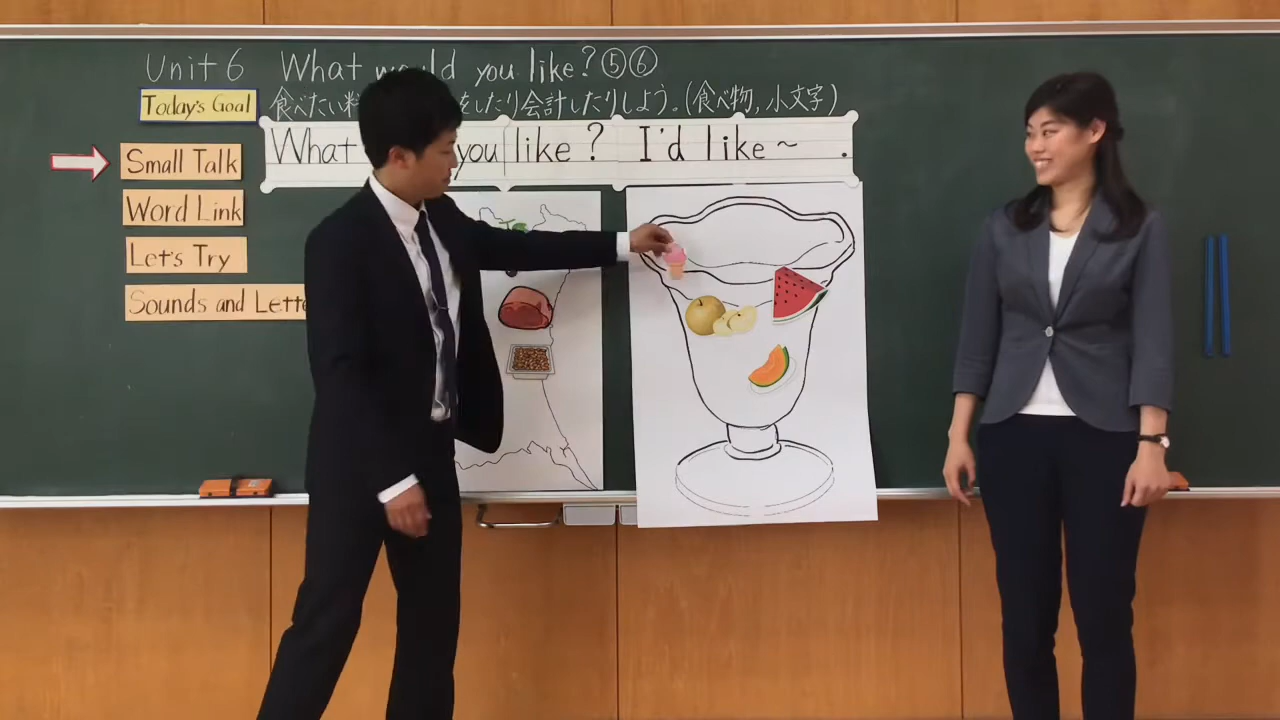 Unit 6 What would you like?⑤⑥
Today's Goal
食べたい料 をしたり会計したりしよう。(食べ物,小文字)
What you like? I'd like~ .
Small Talk
Word Link
Let's Try
Sounds and Lette